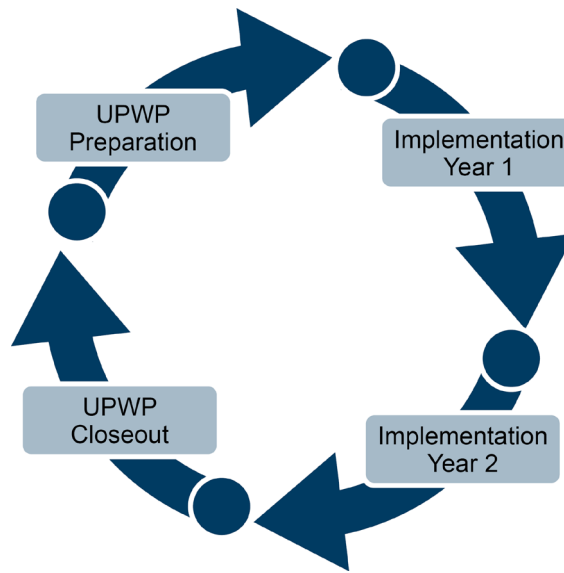 UPWP
Preparation
Implementation
Year 1
Implementation
Year 2
UPWP
Closeout